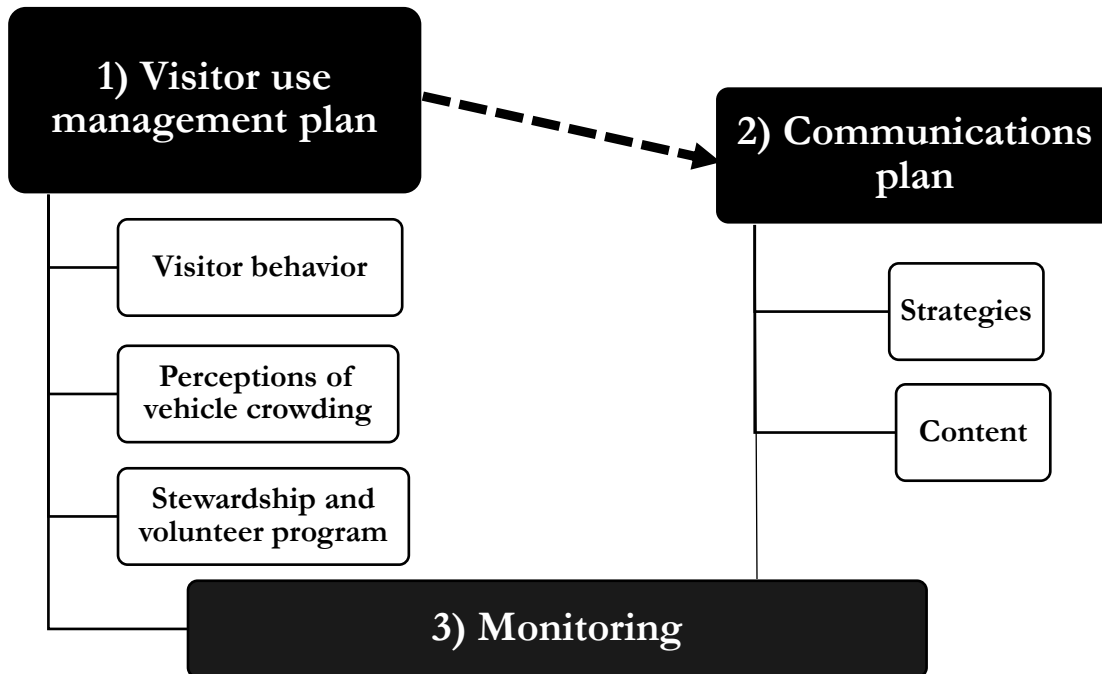 1) Visitor use
management plan
2) Communications
plan
Visitor behavior
Strategies
Perceptions of
vehicle crowding
Content
Stewardship and
volunteer program
3) Monitoring